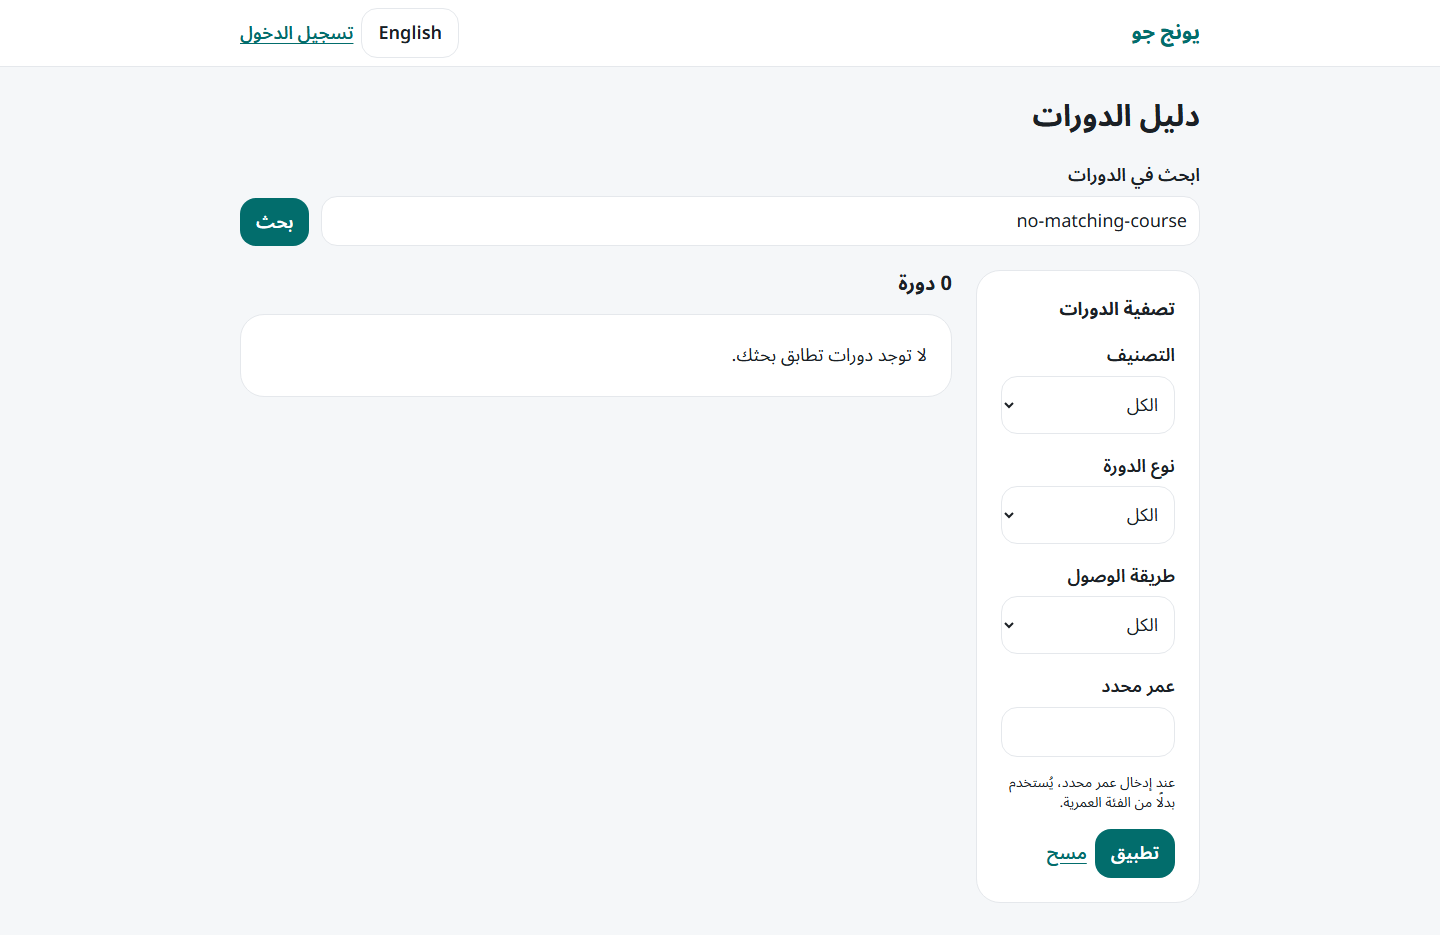 يونج جو
English
تسجيل الدخول
دليل الدورات
ابحث في الدورات
no-matching-course
بحث
تصفية الدورات
التصنيف
الكل
نوع الدورة
الكل
طريقة الوصول
الكل
عمر محدد
عند إدخال عمر محدد، يُستخدم
بدلًا من الفئة العمرية.
تطبيق
مسح
0 دورة
لا توجد دورات تطابق بحثك.